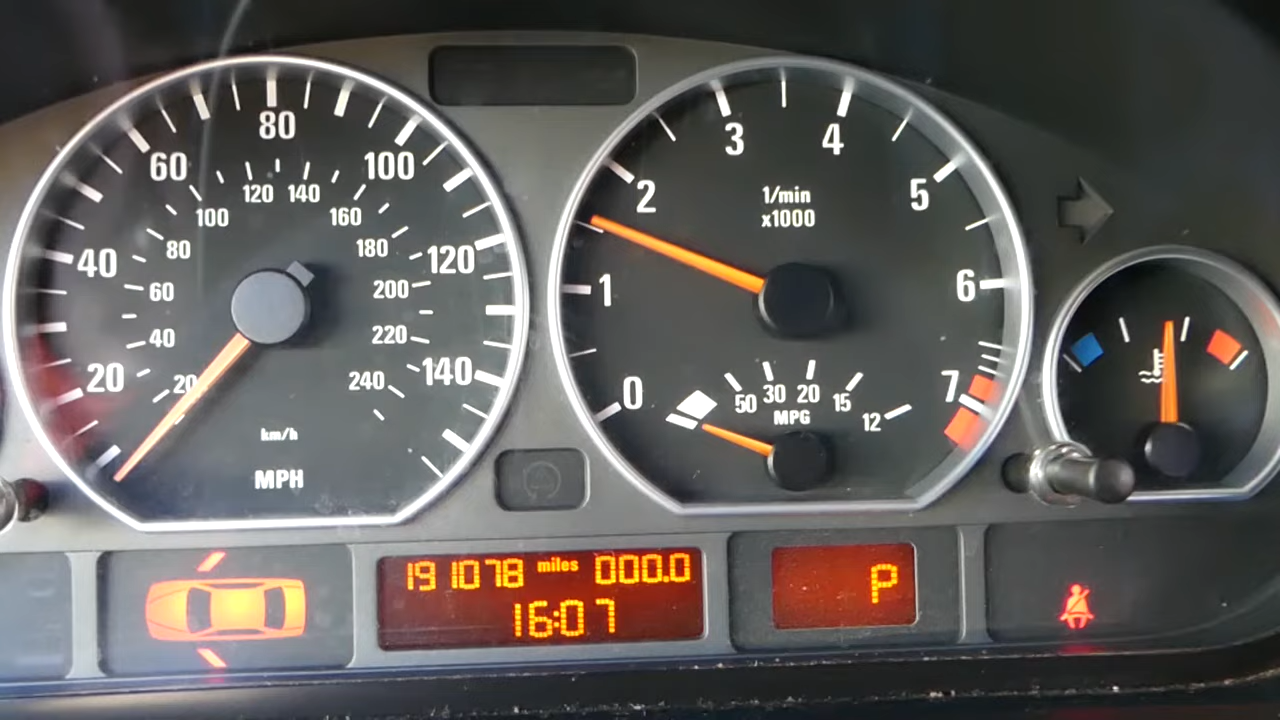 20 40 60 80 100 120 140
20 40 60 80 100 120 140 160 180 200 220 240
km/h
MPH
0 1 2 3 4 5 6 7
1/min
x1000
50 30 20 15 12
MPG
191078 miles 000.0
16:07
P